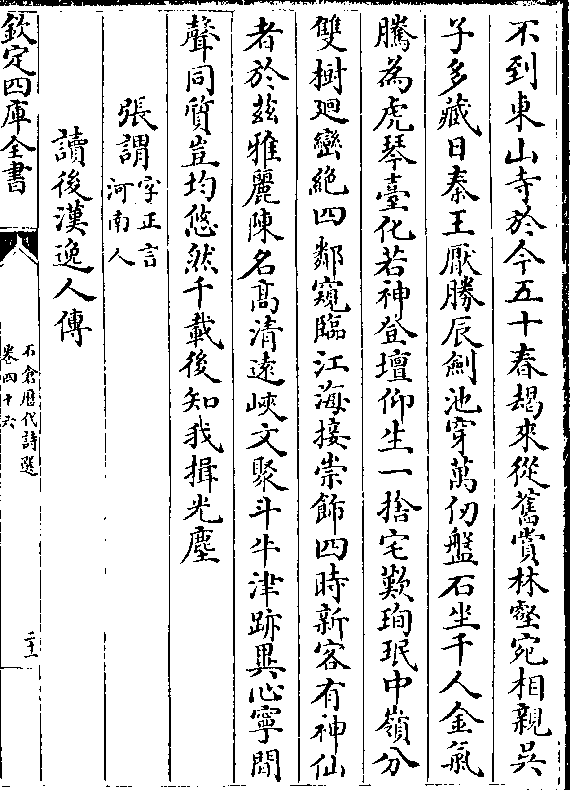 不到東山寺於今五十春朅來從舊賞林壑宛相親吳
子多藏日秦王厭勝辰劍池穿萬仞盤石坐千人金氣
騰為虎琴臺化若神登壇仰生一捨宅歎珣珉中嶺分
雙樹廻巒絶四鄰窺臨江海接崇飾四時新客有神仙
者於兹雅麗陳名髙清遠峽文聚斗牛津跡異心寧間
聲同質豈均悠然千載後知我揖光塵
張謂字正言河南人
讀後漢逸人傳
欽定四庫全書
石倉歴代詩選
卷四十六
二十一